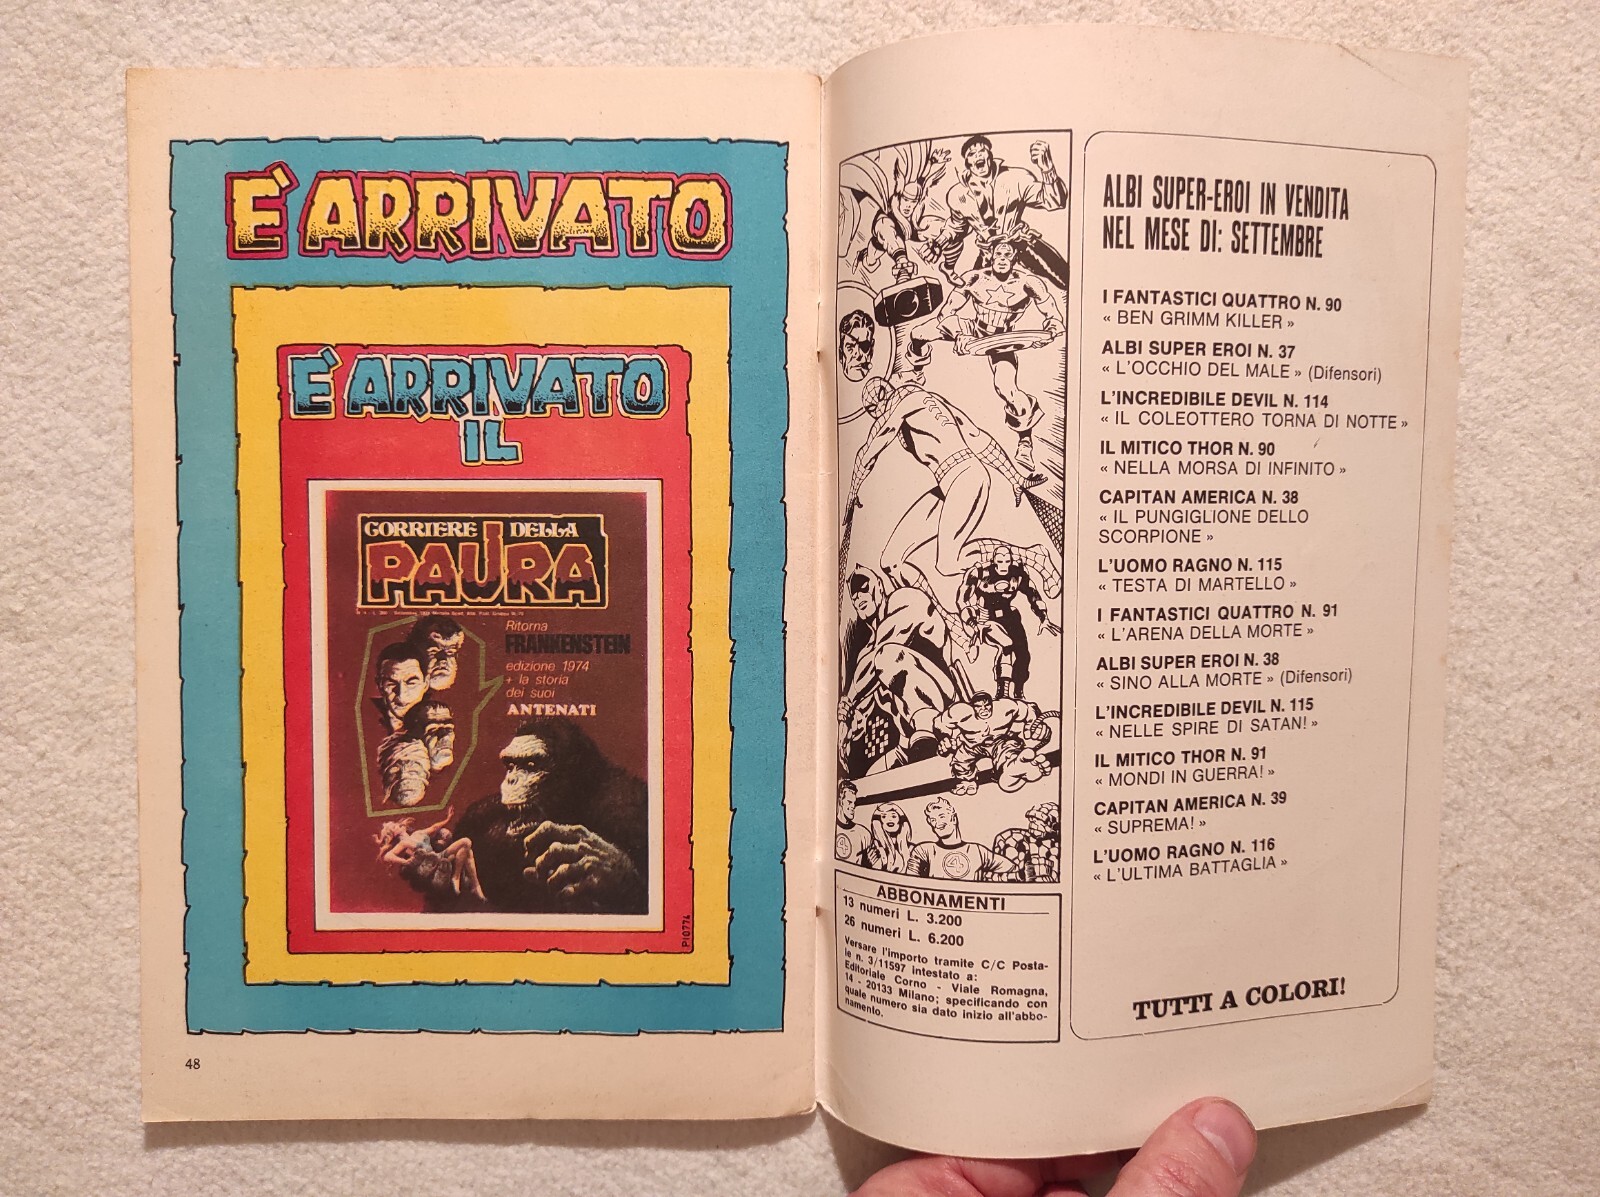 E' ARRIVATO
E' ARRIVATO
IL
CORRIERE DELLA
PAURA
Ritorna
FRANKENSTEIN
edizione 1974
+ la storia
dei suoi
ANTENATI
PI0774
48
4
4
ABBONAMENTI
13 numeri L. 3.200
26 numeri L. 6.200
Versare l'importo tramite C/C Posta-
le n. 3/11597 intestato a:
Editoriale Corno - Viale Romagna,
14 - 20133 Milano; specificando con
quale numero sia dato inizio all'abbo-
namento.
ALBI SUPER-EROI IN VENDITA
NEL MESE DI: SETTEMBRE
I FANTASTICI QUATTRO N. 90
« BEN GRIMM KILLER »
ALBI SUPER EROI N. 37
« L'OCCHIO DEL MALE » (Difensori)
L'INCREDIBILE DEVIL N. 114
« IL COLEOTTERO TORNA DI NOTTE »
IL MITICO THOR N. 90
« NELLA MORSA DI INFINITO »
CAPITAN AMERICA N. 38
« IL PUNGIGLIONE DELLO
SCORPIONE »
L'UOMO RAGNO N. 115
« TESTA DI MARTELLO »
I FANTASTICI QUATTRO N. 91
« L'ARENA DELLA MORTE »
ALBI SUPER EROI N. 38
« SINO ALLA MORTE » (Difensori)
L'INCREDIBILE DEVIL N. 115
« NELLE SPIRE DI SATAN! »
IL MITICO THOR N. 91
« MONDI IN GUERRA! »
CAPITAN AMERICA N. 39
« SUPREMA! »
L'UOMO RAGNO N. 116
« L'ULTIMA BATTAGLIA »
TUTTI A COLORI!